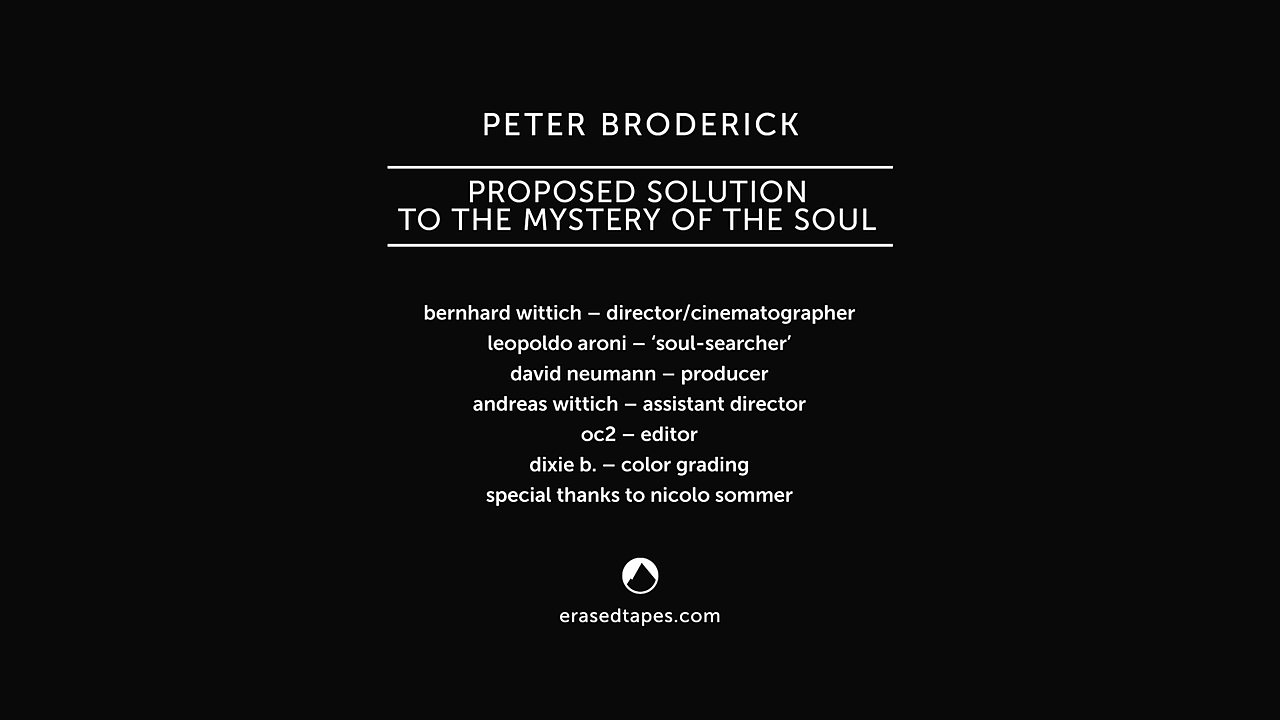 PETER BRODERICK
PROPOSED SOLUTION
TO THE MYSTERY OF THE SOUL
bernhard wittich – director/cinematographer
leopoldo aroni – ‘soul-searcher’
david neumann – producer
andreas wittich – assistant director
oc2 – editor
dixie b. – color grading
special thanks to nicolo sommer
erasedtapes.com